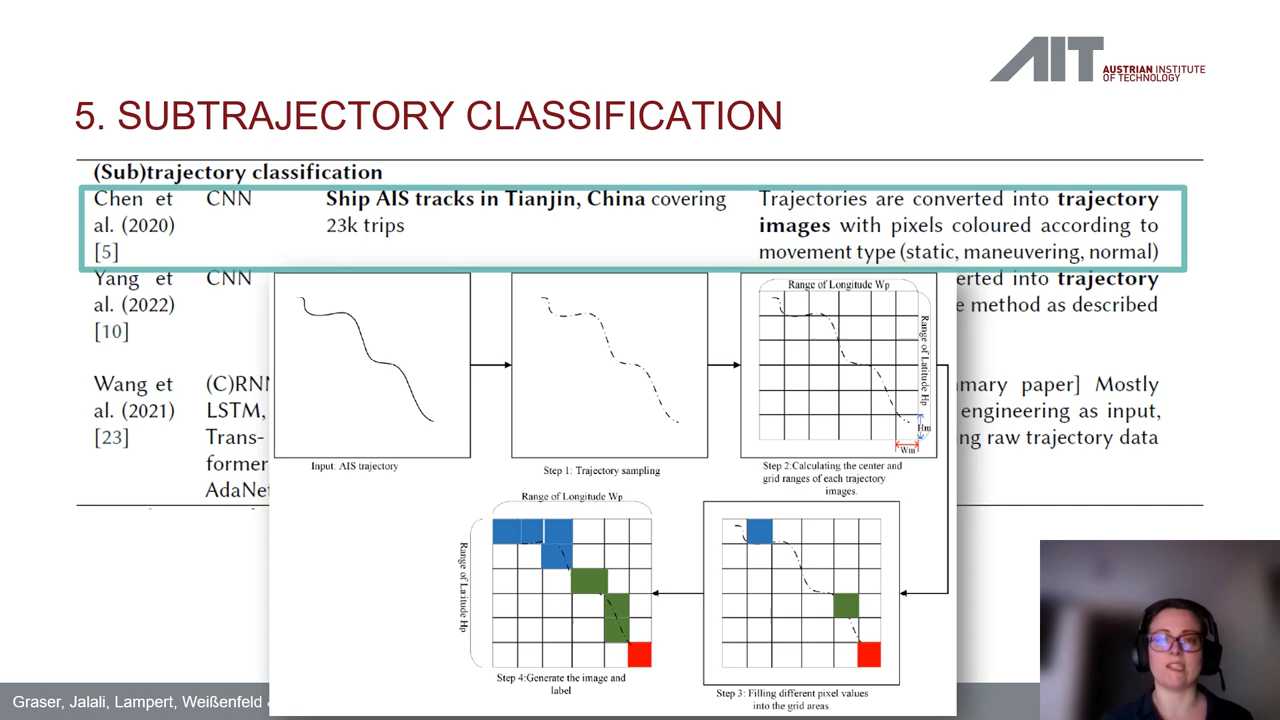 AIT
AUSTRIAN INSTITUTE
OF TECHNOLOGY
5. SUBTRAJECTORY CLASSIFICATION
(Sub)trajectory classification
Chen et al. (2020) [5]
CNN
Ship AIS tracks in Tianjin, China covering
23k trips
Trajectories are converted into trajectory
images with pixels coloured according to
movement type (static, maneuvering, normal)
Yang et al. (2022) [10]
CNN
erted into trajectory
e method as described
Wang et al. (2021) [23]
(C)RNN
LSTM,
Trans-
former
AdaNet
mary paper] Mostly
engineering as input,
ng raw trajectory data
Input: AIS trajectory
Step 1: Trajectory sampling
Range of Longitude Wp
Range of Latitude Hp
Hm
Wm
Step 2:Calculating the center and
grid ranges of each trajectory
images.
Range of Longitude Wp
Range of Latitude Hp
Step 4:Generate the image and
label
Step 3: Filling different pixel values
into the grid areas.
Graser, Jalali, Lampert, Weißenfeld